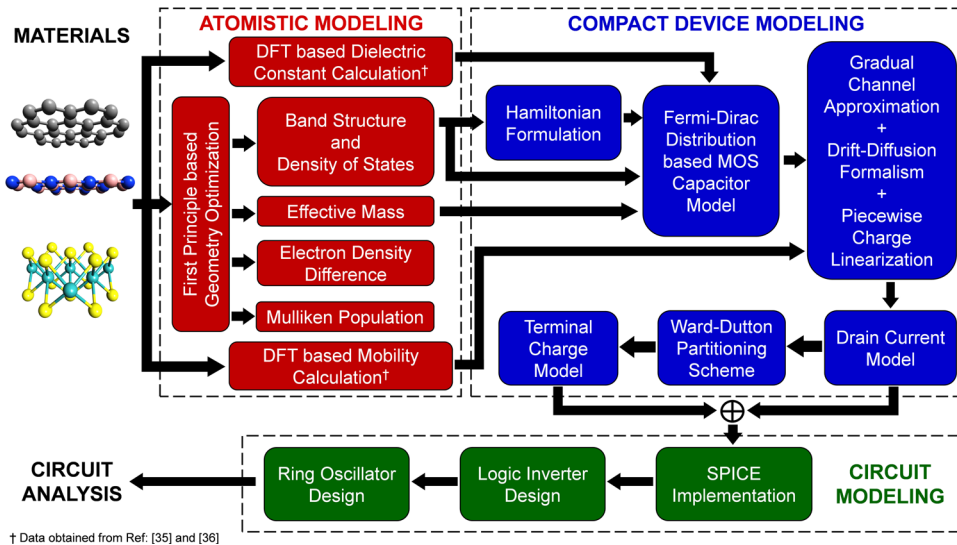 MATERIALS
ATOMISTIC MODELING
DFT based Dielectric
Constant Calculation†
First Principle based
Geometry Optimization
Band Structure
and
Density of States
Effective Mass
Electron Density
Difference
Mulliken Population
DFT based Mobility
Calculation†
COMPACT DEVICE MODELING
Hamiltonian
Formulation
Fermi-Dirac
Distribution
based MOS
Capacitor
Model
Gradual
Channel
Approximation
+
Drift-Diffusion
Formalism
+
Piecewise
Charge
Linearization
Terminal
Charge
Model
Ward-Dutton
Partitioning
Scheme
Drain Current
Model
CIRCUIT
ANALYSIS
Ring Oscillator
Design
Logic Inverter
Design
SPICE
Implementation
CIRCUIT
MODELING
† Data obtained from Ref: [35] and [36]